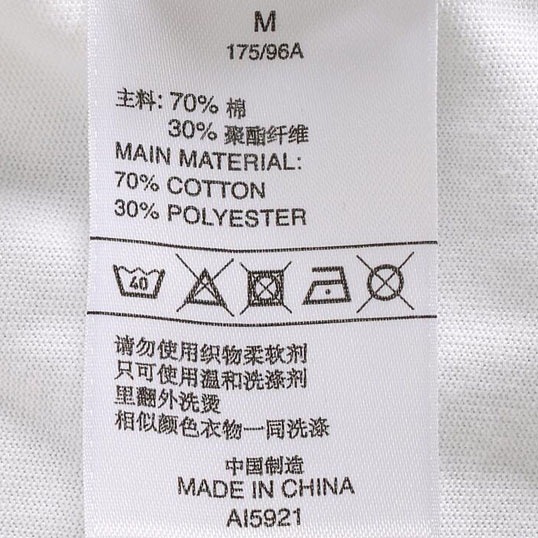 M
175/96A
主料: 70% 棉
30% 聚酯纤维
MAIN MATERIAL:
70% COTTON
30% POLYESTER
40
请勿使用织物柔软剂
只可使用温和洗涤剂
里翻外洗烫
相似颜色衣物一同洗涤
中国制造
MADE IN CHINA
AI5921